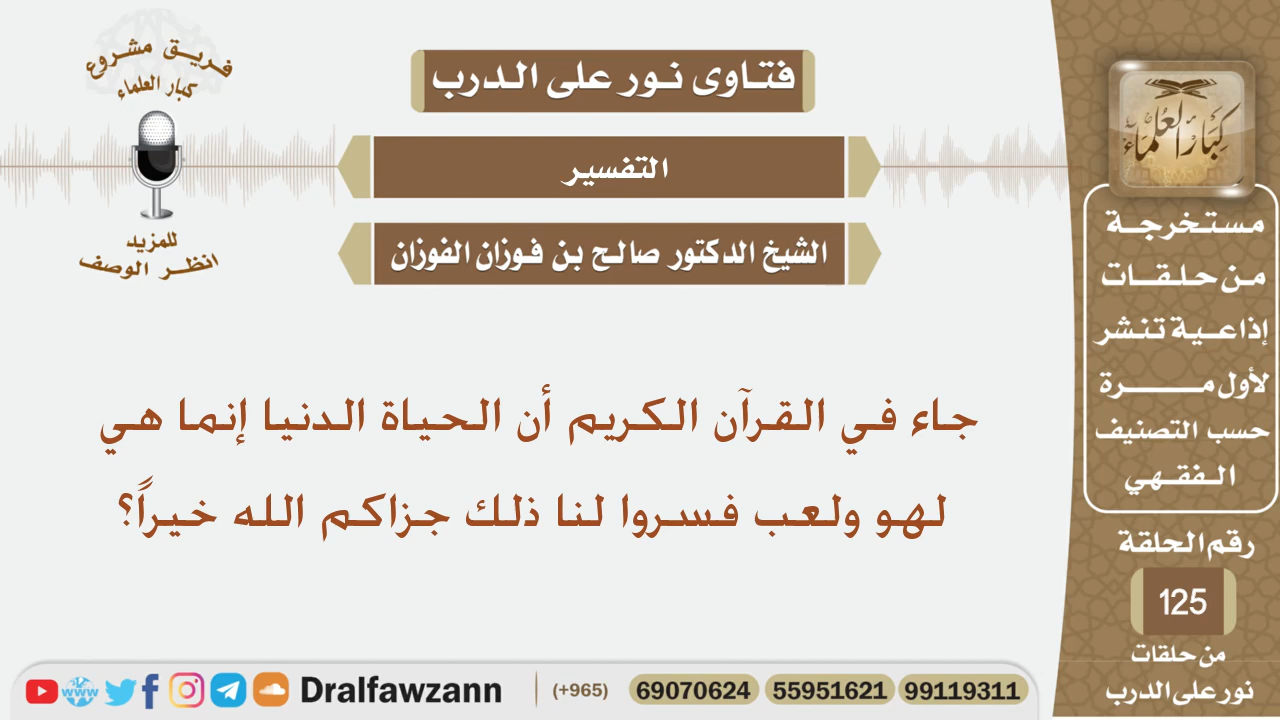 فريق مشروع
كبار العلماء
للمزيد
انظر الوصف
فتاوى نور على الدرب
التفسير
الشيخ الدكتور صالح بن فوزان الفوزان
جاء في القرآن الكريم أن الحياة الدنيا إنما هي
لهو ولعب فسروا لنا ذلك جزاكم الله خيراً؟
كبار العلماء
مستخرجة
من حلقات
إذاعية تنشر
لأول مرة
حسب التصنيف
الفقهي
رقم الحلقة
125
من حلقات
نور على الدرب
www
Dralfawzann
(+965)
69070624
55951621
99119311